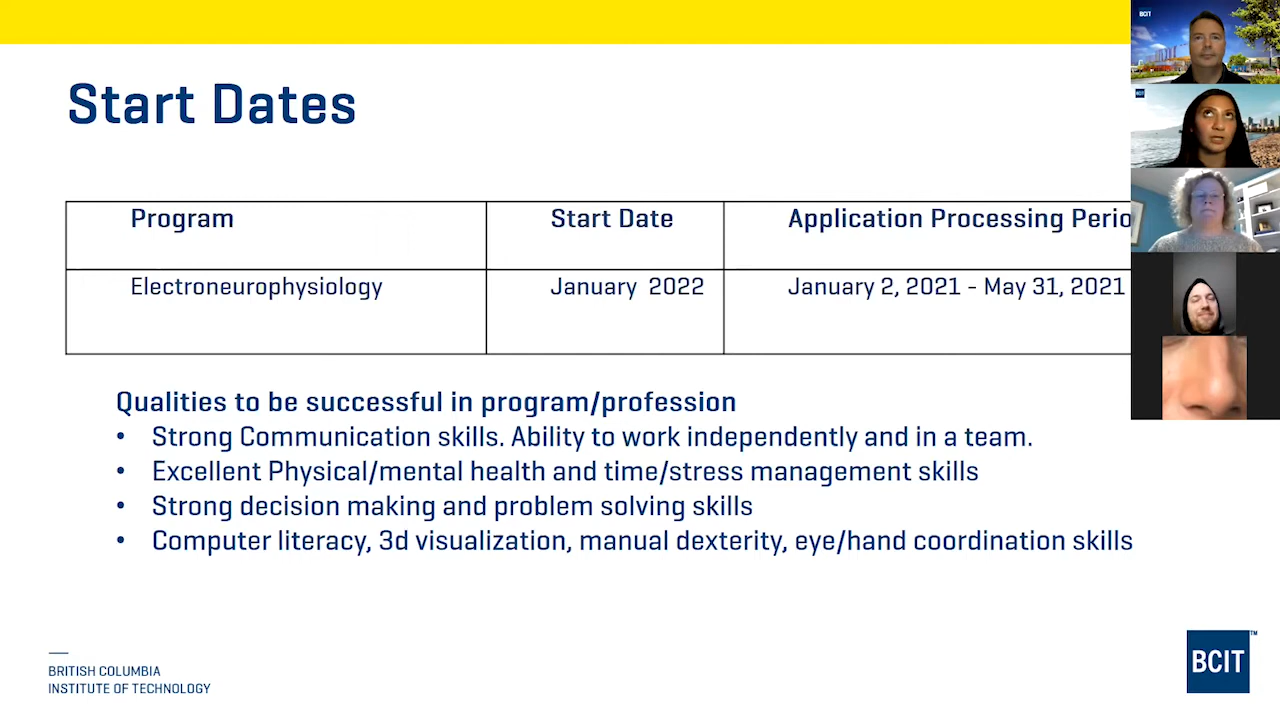 Start Dates
Program Start Date Application Processing Perio
Electroneurophysiology January 2022 January 2, 2021 - May 31, 2021
Qualities to be successful in program/profession
• Strong Communication skills. Ability to work independently and in a team.
• Excellent Physical/mental health and time/stress management skills
• Strong decision making and problem solving skills
• Computer literacy, 3d visualization, manual dexterity, eye/hand coordination skills
BRITISH COLUMBIA
INSTITUTE OF TECHNOLOGY
BCIT™
BCIT
BCIT